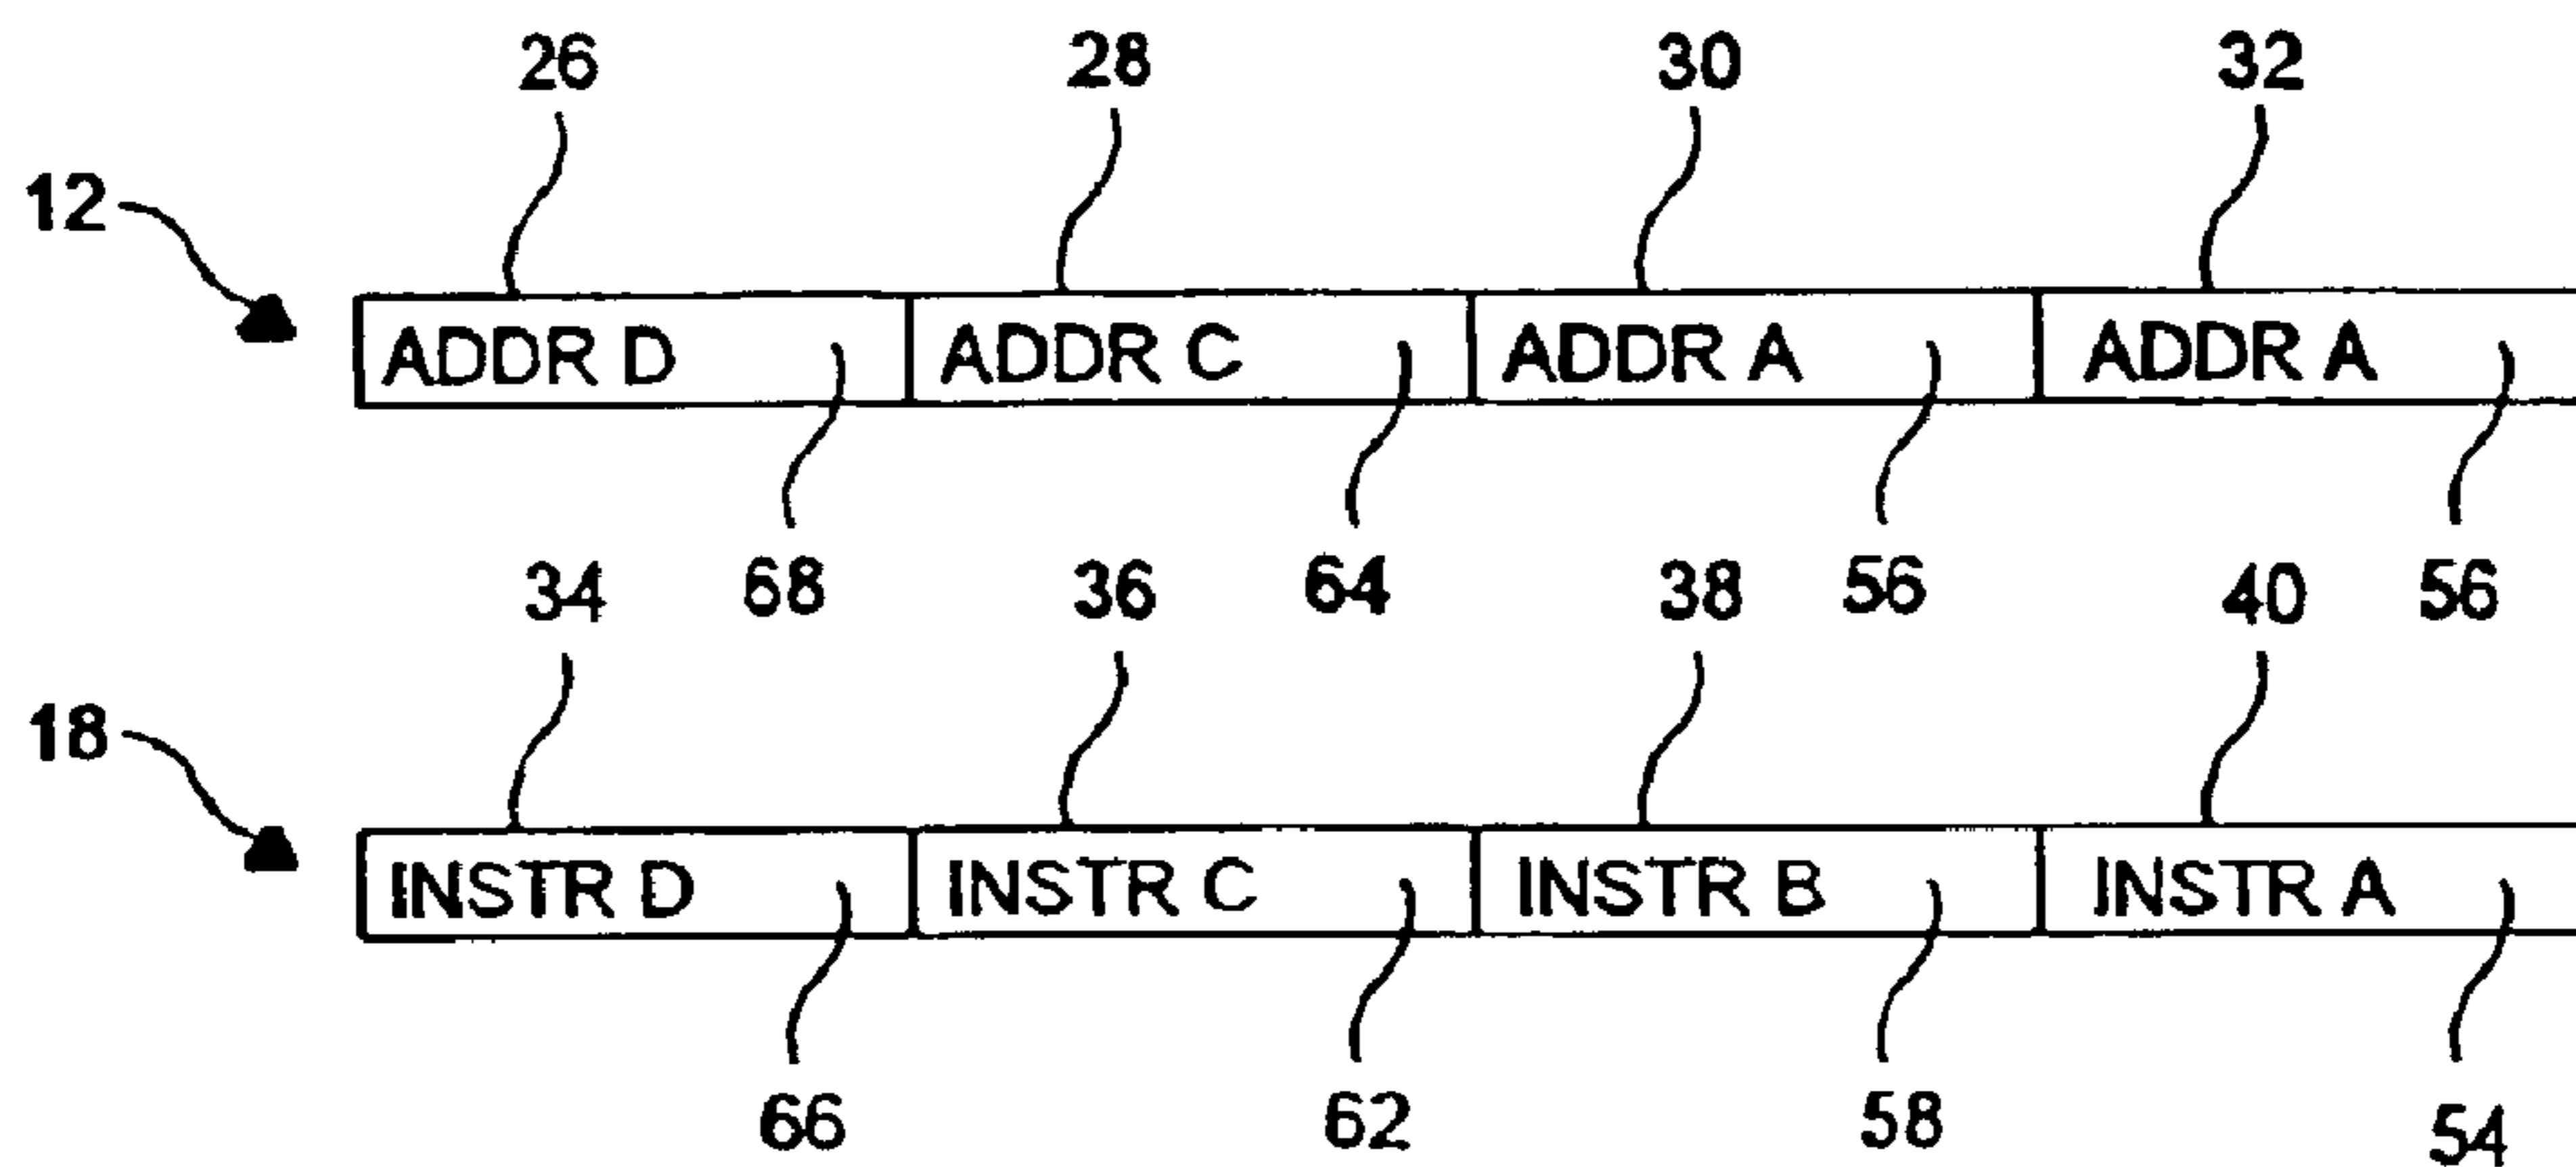 26 28 30 32
12
ADDR D ADDR C ADDR A ADDR A
68 64 56 56
34 36 38 40
18
INSTR D INSTR C INSTR B INSTR A
66 62 58 54